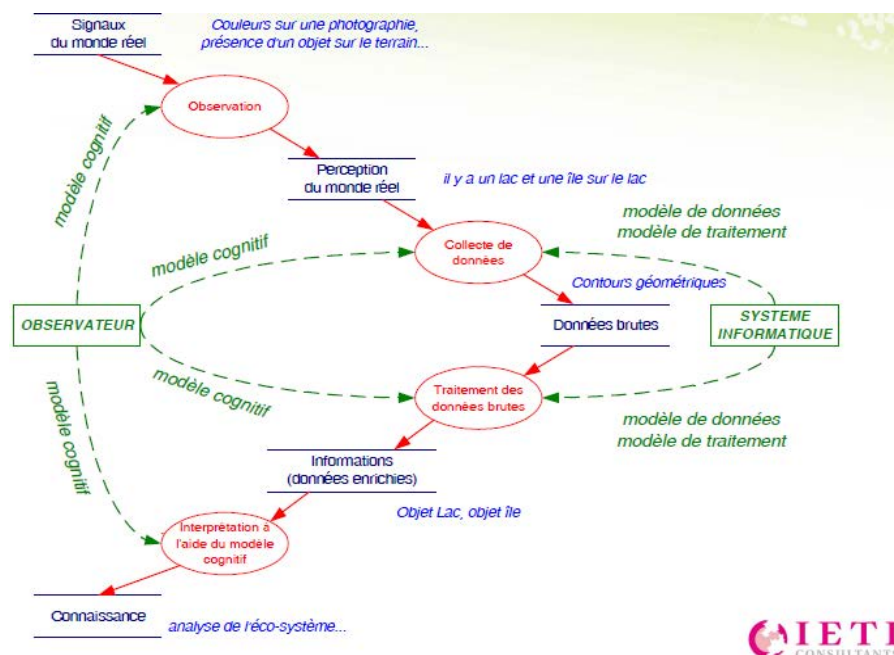 Signaux
du monde réel
Couleurs sur une photographie,
présence d'un objet sur le terrain...
Observation
modèle cognitif
Perception
du monde réel
il y a un lac et une île sur le lac
modèle de données
modèle de traitement
modèle cognitif
Collecte de
données
Contours géométriques
OBSERVATEUR
Données brutes
SYSTEME
INFORMATIQUE
modèle cognitif
Traitement des
données brutes
modèle de données
modèle de traitement
modèle cognitif
Informations
(données enrichies)
Objet Lac, objet île
Interprètation à
l'aide du modèle
cognitif
Connaissance
analyse de l'éco-système...
IETI
CONSULTANTS